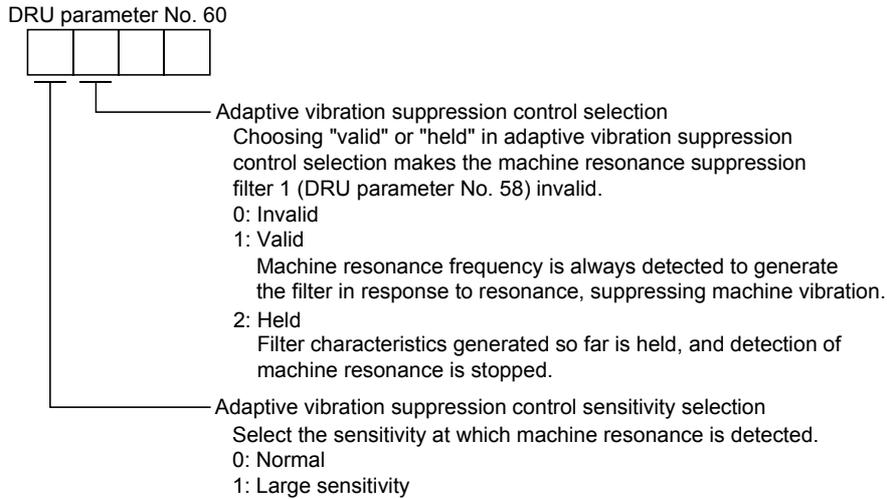 DRU parameter No. 60
Adaptive vibration suppression control selection
Choosing "valid" or "held" in adaptive vibration suppression
control selection makes the machine resonance suppression
filter 1 (DRU parameter No. 58) invalid.
0: Invalid
1: Valid
Machine resonance frequency is always detected to generate
the filter in response to resonance, suppressing machine vibration.
2: Held
Filter characteristics generated so far is held, and detection of
machine resonance is stopped.
Adaptive vibration suppression control sensitivity selection
Select the sensitivity at which machine resonance is detected.
0: Normal
1: Large sensitivity